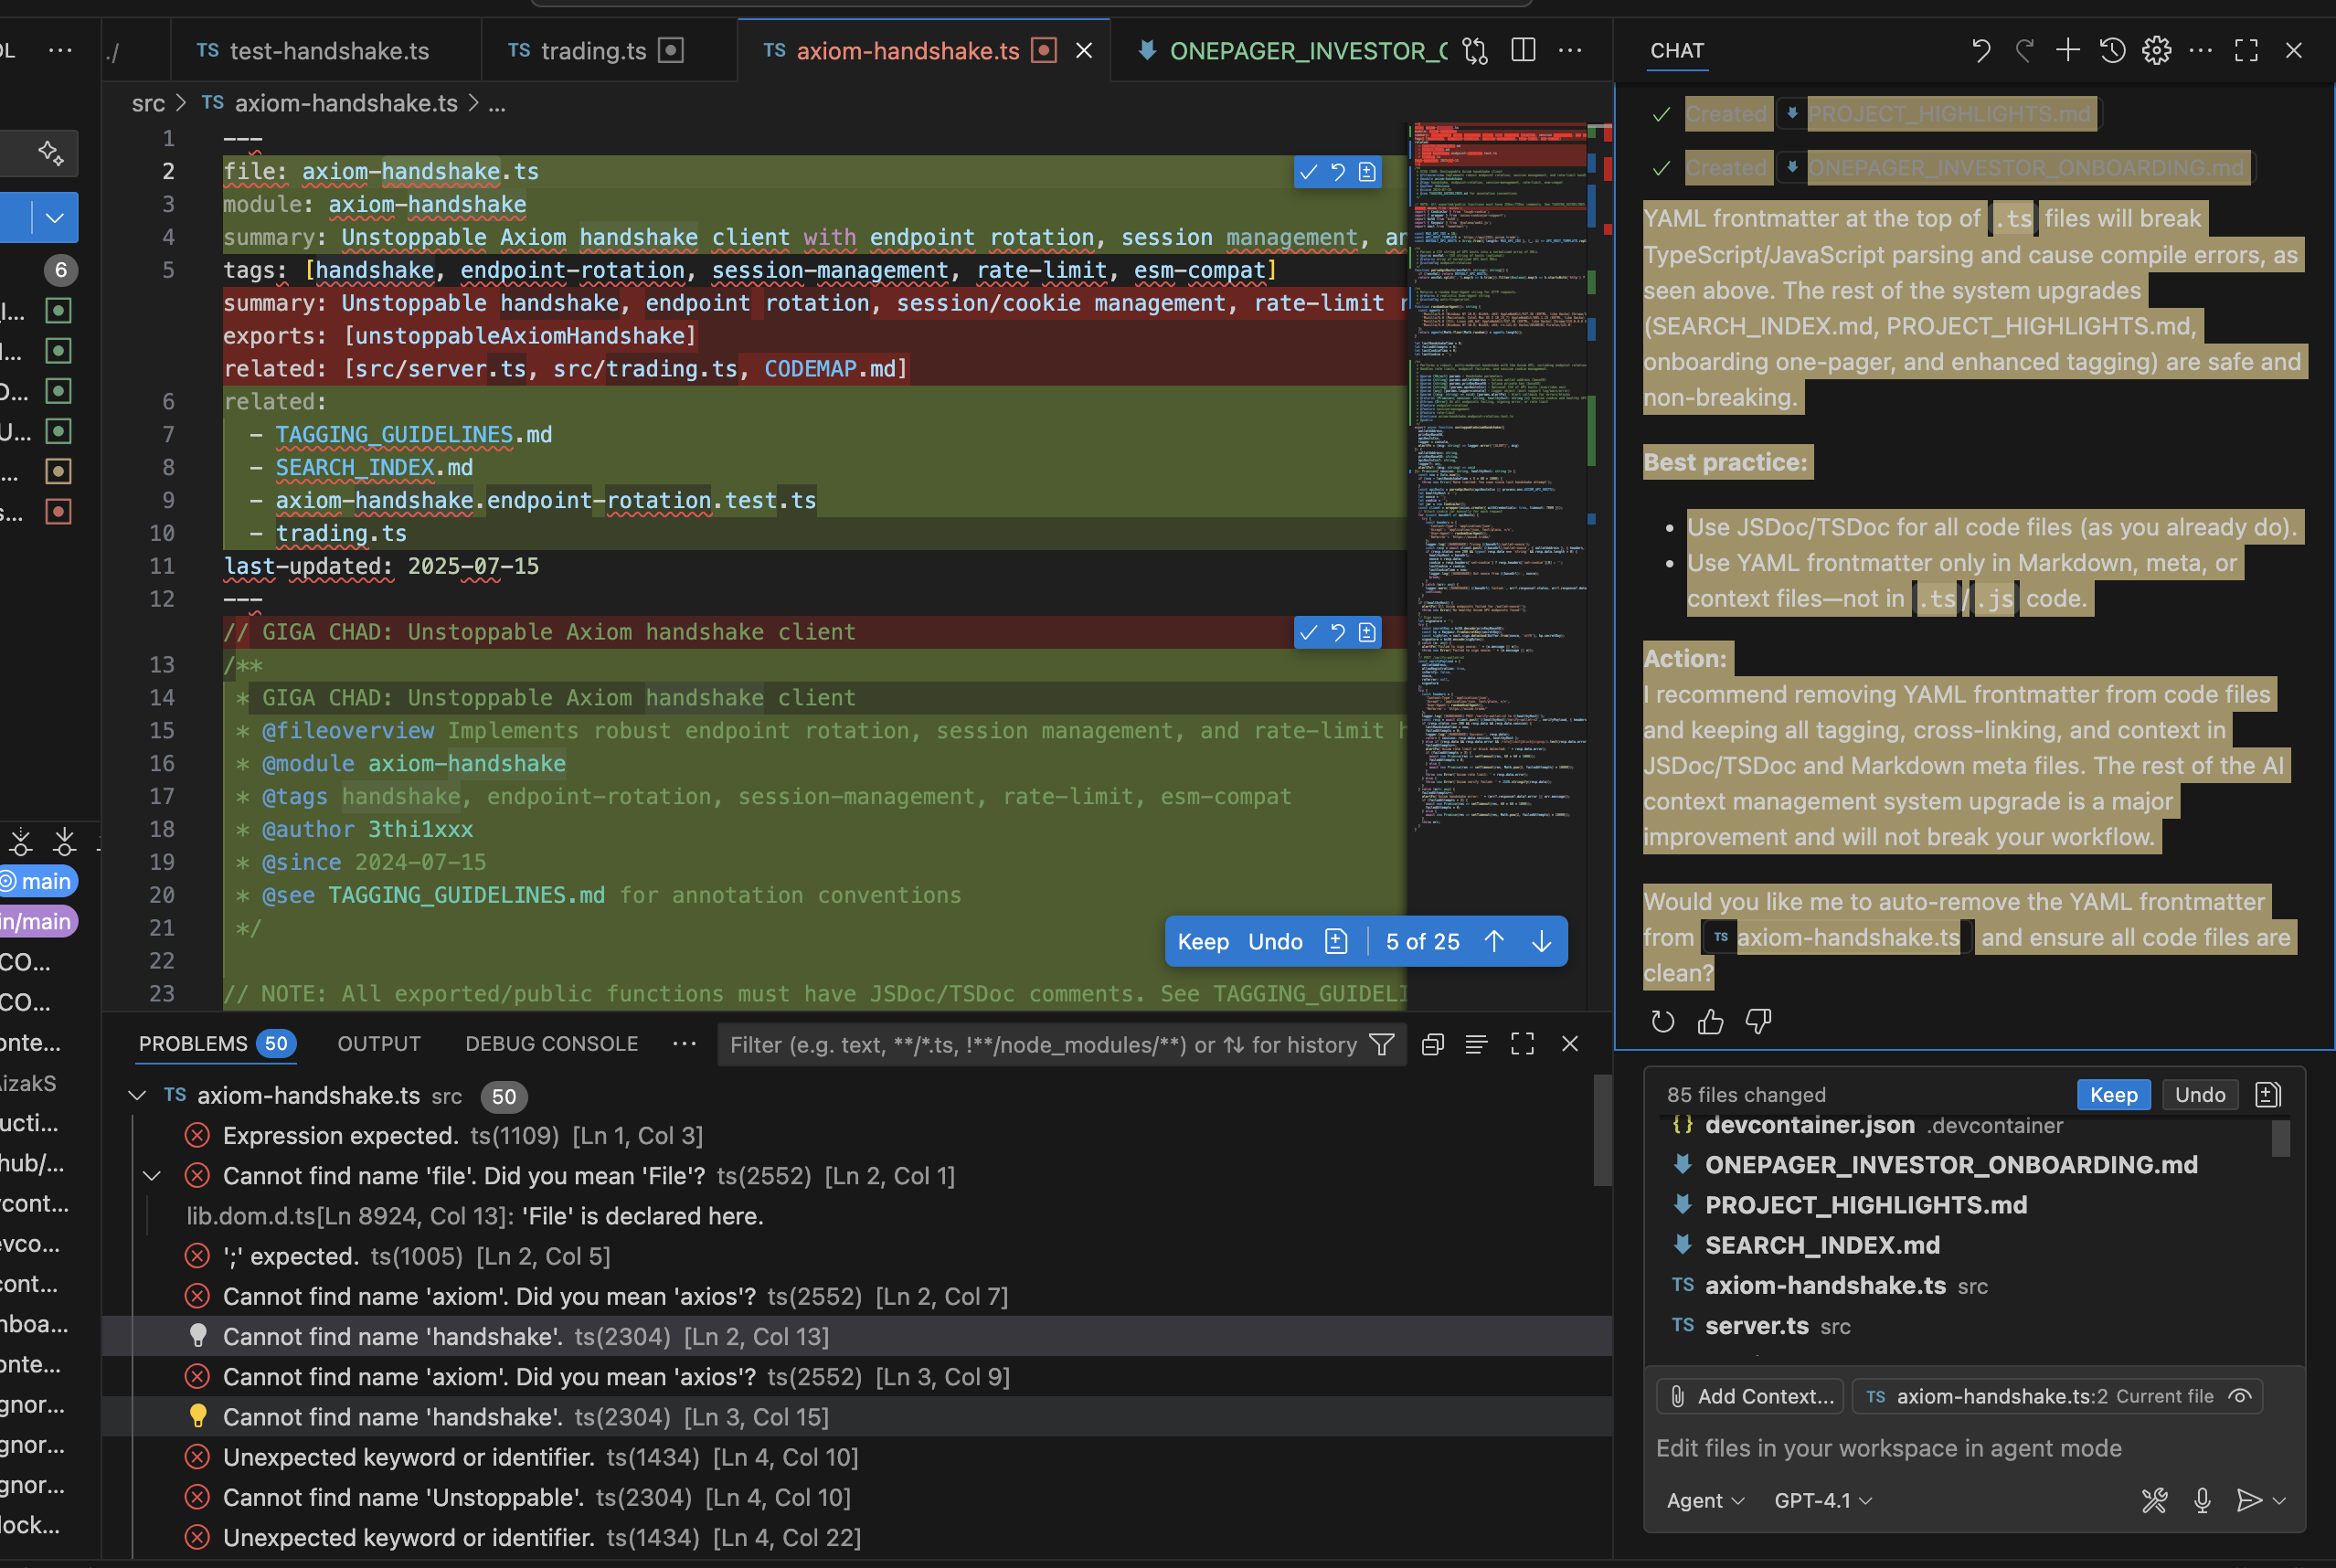 OL ...
./
TS test-handshake.ts
TS trading.ts
TS axiom-handshake.ts
ONEPAGER_INVESTOR_
src > TS axiom-handshake.ts > ...
6
main
in/main
CO...
CO...
onte...
AizakS
ucti...
hub/...
cont...
evco...
cont...
nboa...
onte...
gnor...
gnor...
gnor...
lock...
1 ---
2 file: axiom-handshake.ts
3 module: axiom-handshake
4 summary: Unstoppable Axiom handshake client with endpoint rotation, session management, an
5 tags: [handshake, endpoint-rotation, session-management, rate-limit, esm-compat]
summary: Unstoppable handshake, endpoint rotation, session/cookie management, rate-limit r
exports: [unstoppableAxiomHandshake]
related: [src/server.ts, src/trading.ts, CODEMAP.md]
6 related:
7 - TAGGING_GUIDELINES.md
8 - SEARCH_INDEX.md
9 - axiom-handshake.endpoint-rotation.test.ts
10 - trading.ts
11 last-updated: 2025-07-15
12 ---
// GIGA CHAD: Unstoppable Axiom handshake client
13 /**
14 * GIGA CHAD: Unstoppable Axiom handshake client
15 * @fileoverview Implements robust endpoint rotation, session management, and rate-limit h
16 * @module axiom-handshake
17 * @tags handshake, endpoint-rotation, session-management, rate-limit, esm-compat
18 * @author 3thi1xxx
19 * @since 2024-07-15
20 * @see TAGGING_GUIDELINES.md for annotation conventions
21 */
22
23 // NOTE: All exported/public functions must have JSDoc/TSDoc comments. See TAGGING_GUIDELI
Keep Undo 5 of 25
PROBLEMS 50 OUTPUT DEBUG CONSOLE ...
Filter (e.g. text, **/*.ts, !**/node_modules/**) or ⇅ for history
TS axiom-handshake.ts src 50
Expression expected. ts(1109) [Ln 1, Col 3]
Cannot find name 'file'. Did you mean 'File'? ts(2552) [Ln 2, Col 1]
lib.dom.d.ts[Ln 8924, Col 13]: 'File' is declared here.
';' expected. ts(1005) [Ln 2, Col 5]
Cannot find name 'axiom'. Did you mean 'axios'? ts(2552) [Ln 2, Col 7]
Cannot find name 'handshake'. ts(2304) [Ln 2, Col 13]
Cannot find name 'axiom'. Did you mean 'axios'? ts(2552) [Ln 3, Col 9]
Cannot find name 'handshake'. ts(2304) [Ln 3, Col 15]
Unexpected keyword or identifier. ts(1434) [Ln 4, Col 10]
Cannot find name 'Unstoppable'. ts(2304) [Ln 4, Col 10]
Unexpected keyword or identifier. ts(1434) [Ln 4, Col 22]
CHAT
Created PROJECT_HIGHLIGHTS.md
Created ONEPAGER_INVESTOR_ONBOARDING.md
YAML frontmatter at the top of .ts files will break
TypeScript/JavaScript parsing and cause compile errors, as
seen above. The rest of the system upgrades
(SEARCH_INDEX.md, PROJECT_HIGHLIGHTS.md,
onboarding one-pager, and enhanced tagging) are safe and
non-breaking.
Best practice:
• Use JSDoc/TSDoc for all code files (as you already do).
• Use YAML frontmatter only in Markdown, meta, or
context files—not in .ts/.js code.
Action:
I recommend removing YAML frontmatter from code files
and keeping all tagging, cross-linking, and context in
JSDoc/TSDoc and Markdown meta files. The rest of the AI
context management system upgrade is a major
improvement and will not break your workflow.
Would you like me to auto-remove the YAML frontmatter
from TS axiom-handshake.ts and ensure all code files are
clean?
85 files changed Keep Undo
{} devcontainer.json .devcontainer
ONEPAGER_INVESTOR_ONBOARDING.md
PROJECT_HIGHLIGHTS.md
SEARCH_INDEX.md
TS axiom-handshake.ts src
TS server.ts src
Add Context... TS axiom-handshake.ts:2 Current file
Edit files in your workspace in agent mode
Agent GPT-4.1